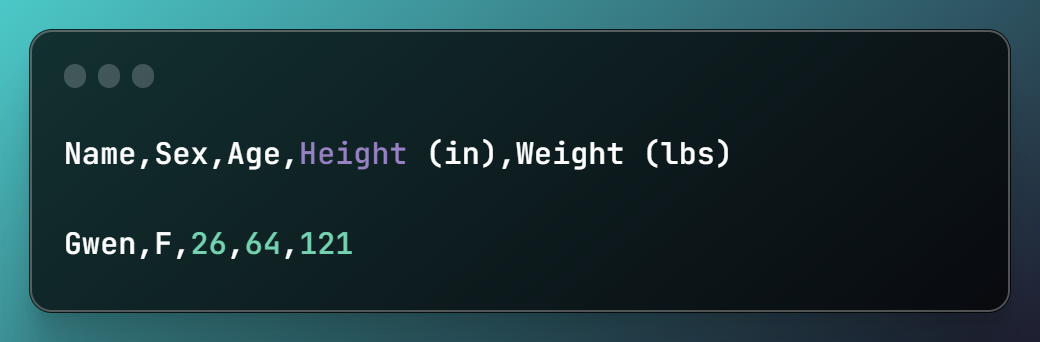 Name,Sex,Age,Height (in),Weight (lbs)
Gwen,F,26,64,121